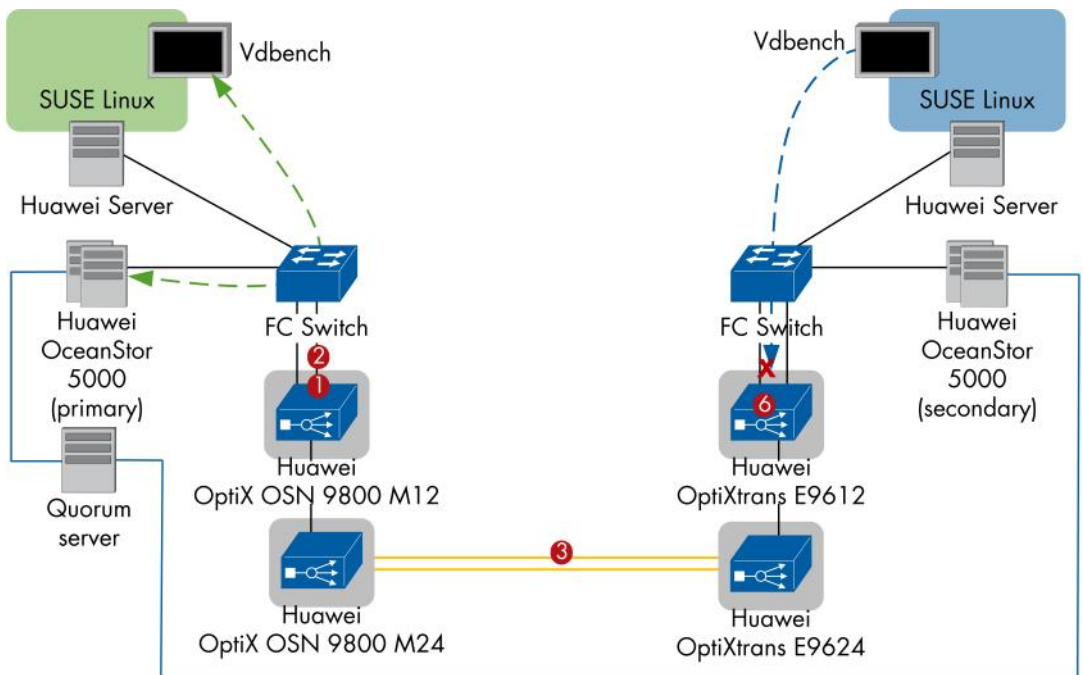 Vdbench
SUSE Linux
Huawei Server
Huawei
OceanStor
5000
(primary)
Quorum
server
FC Switch
2
1
Huawei
OptiX OSN 9800 M12
Huawei
OptiX OSN 9800 M24
3
Vdbench
SUSE Linux
Huawei Server
FC Switch
X
6
Huawei
OptiXtrans E9612
Huawei
OptiXtrans E9624
Huawei
OceanStor
5000
(secondary)